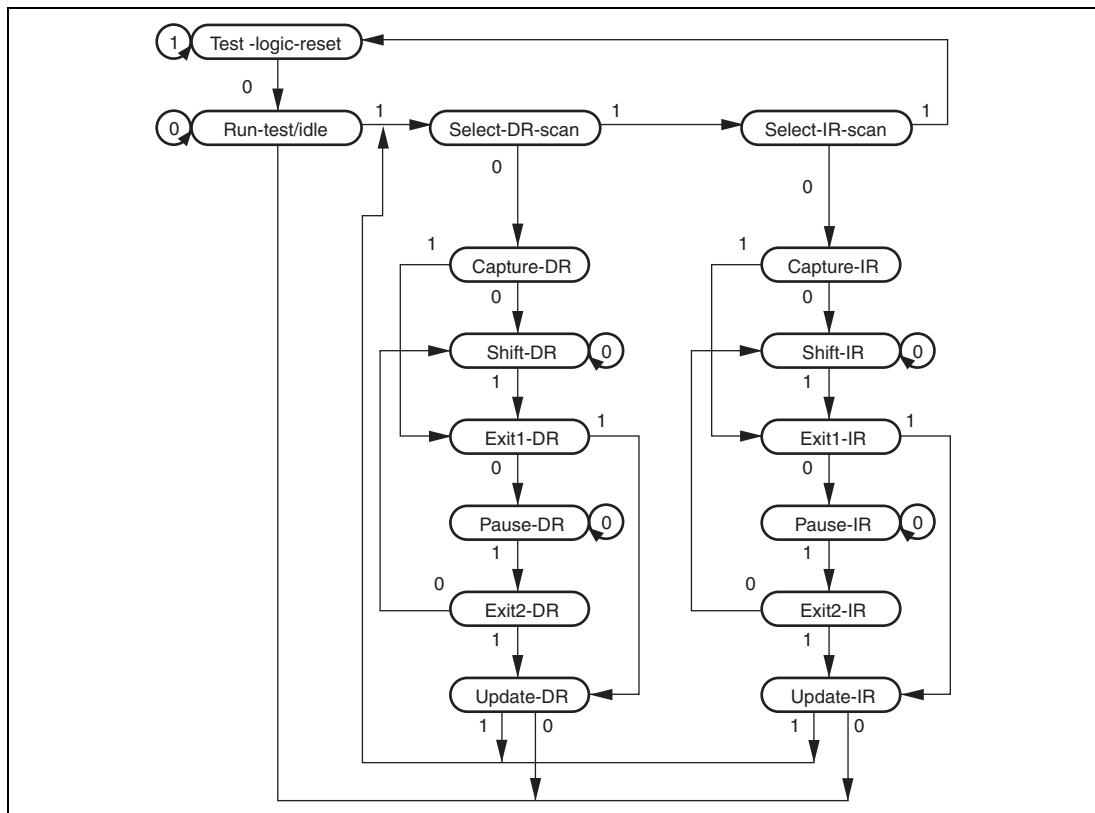 1 Test -logic-reset
0
0 Run-test/idle 1 Select-DR-scan 1 Select-IR-scan 1
0 0
1 Capture-DR 1 Capture-IR
0 0
Shift-DR 0 Shift-IR 0
1 1
Exit1-DR 1 Exit1-IR 1
0 0
Pause-DR 0 Pause-IR 0
1 1
0 Exit2-DR 0 Exit2-IR
1 1
Update-DR Update-IR
1 0 1 0